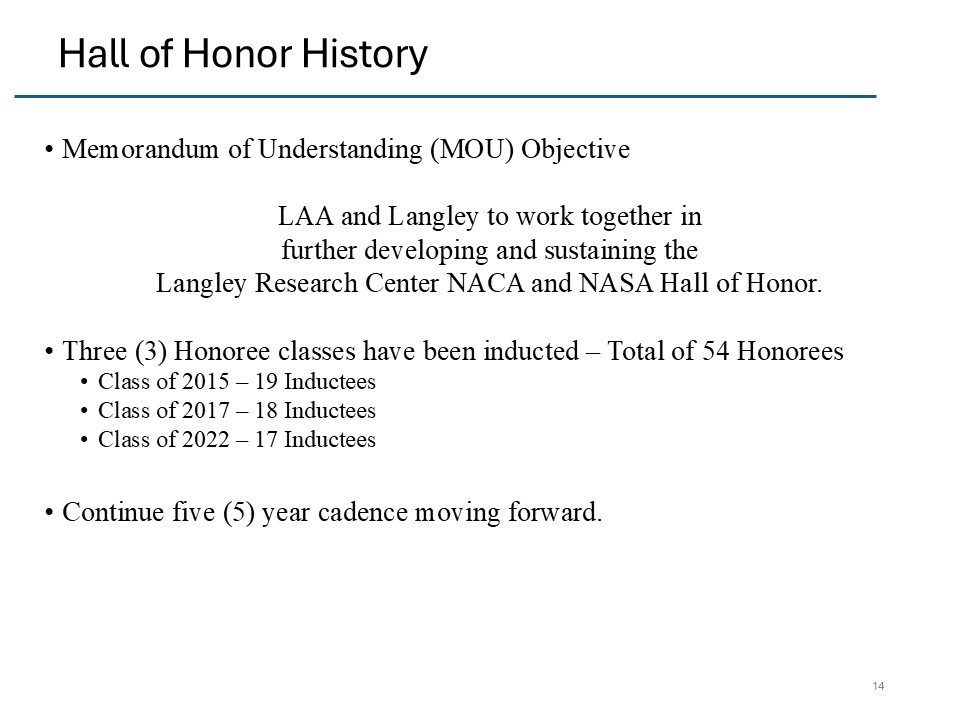 Hall of Honor History
• Memorandum of Understanding (MOU) Objective
LAA and Langley to work together in
further developing and sustaining the
Langley Research Center NACA and NASA Hall of Honor.
• Three (3) Honoree classes have been inducted – Total of 54 Honorees
• Class of 2015 – 19 Inductees
• Class of 2017 – 18 Inductees
• Class of 2022 – 17 Inductees
• Continue five (5) year cadence moving forward.
14